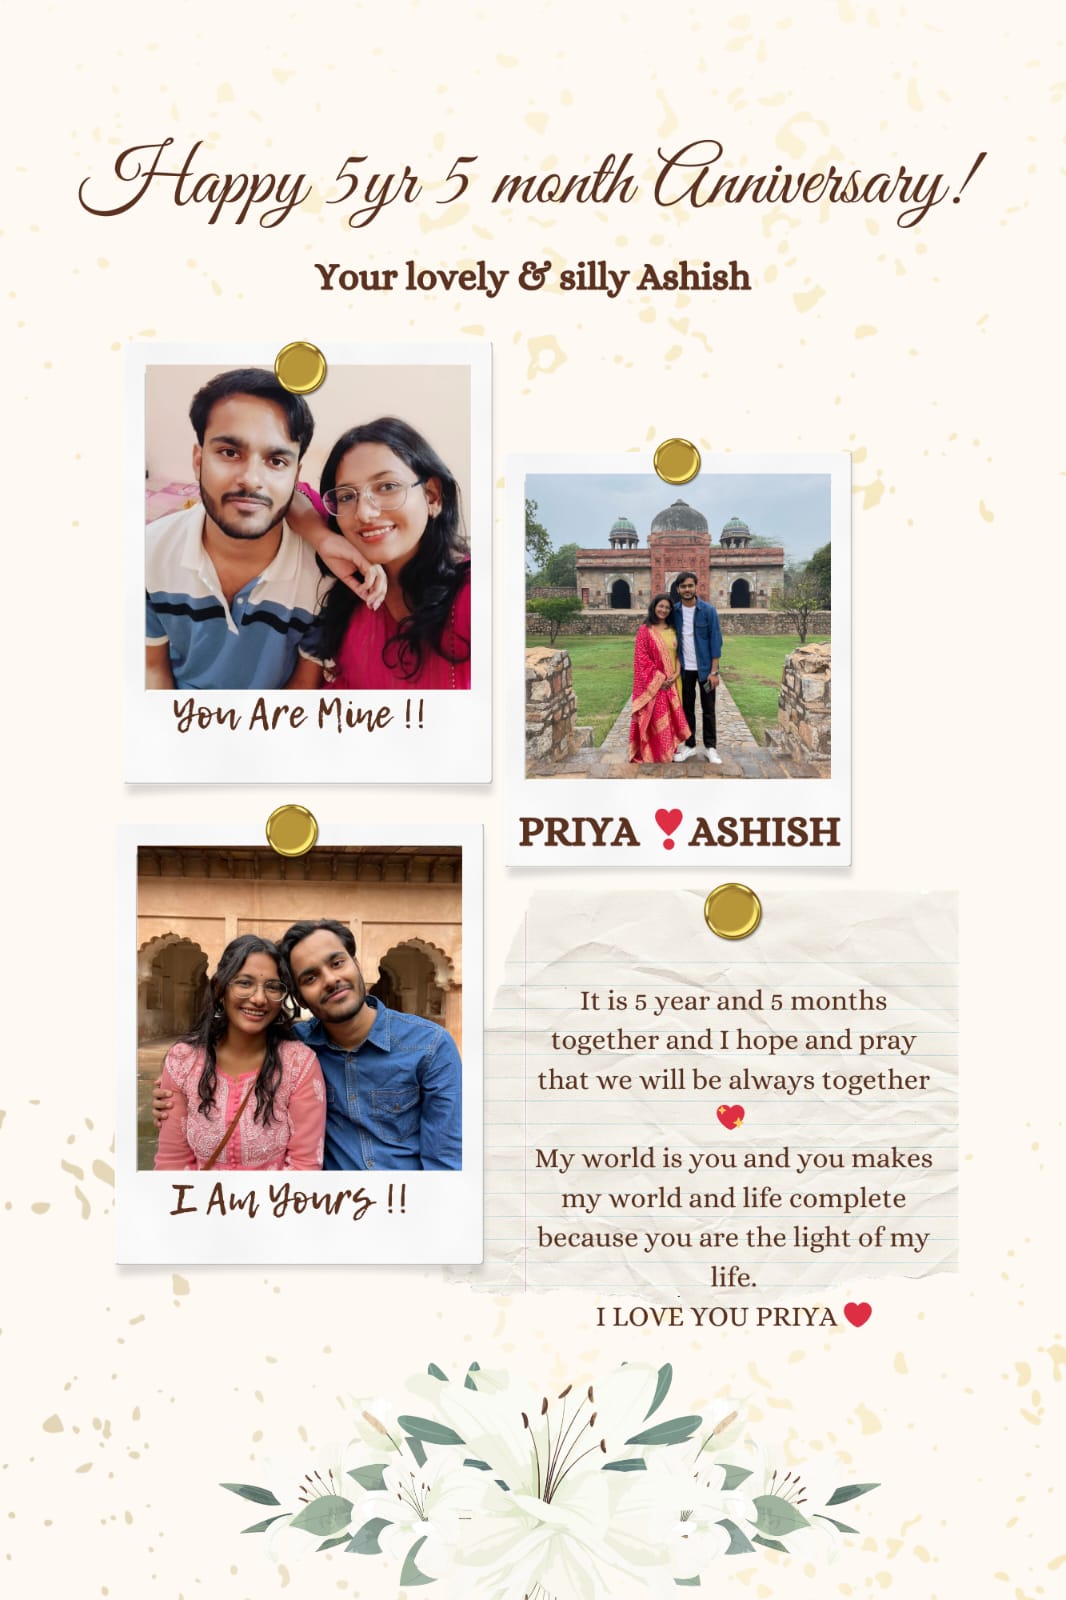 Happy 5yr 5 month Anniversary!
Your lovely & silly Ashish
You Are Mine !!
PRIYA ❣ASHISH
I Am Yours !!
It is 5 year and 5 months
together and I hope and pray
that we will be always together
💖
My world is you and you makes
my world and life complete
because you are the light of my
life.
I LOVE YOU PRIYA ❤